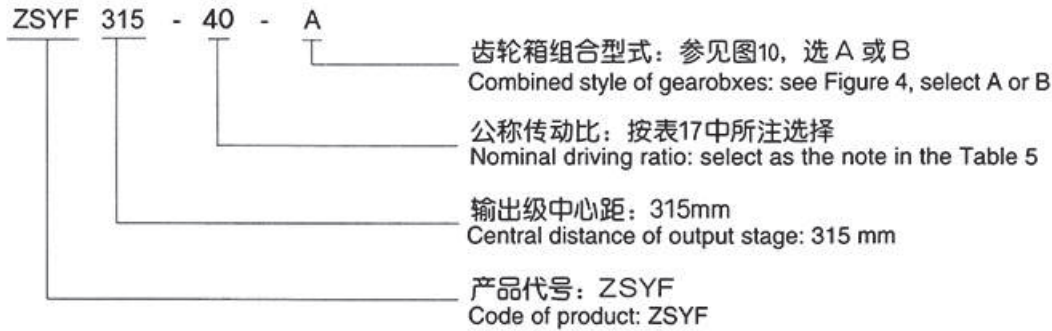 ZSYF 315 - 40 - A
齿轮箱组合型式：参见图10，选 A 或 B
Combined style of gearobxes: see Figure 4, select A or B
公称传动比：按表17中所注选择
Nominal driving ratio: select as the note in the Table 5
输出级中心距：315mm
Central distance of output stage: 315 mm
产品代号：ZSYF
Code of product: ZSYF